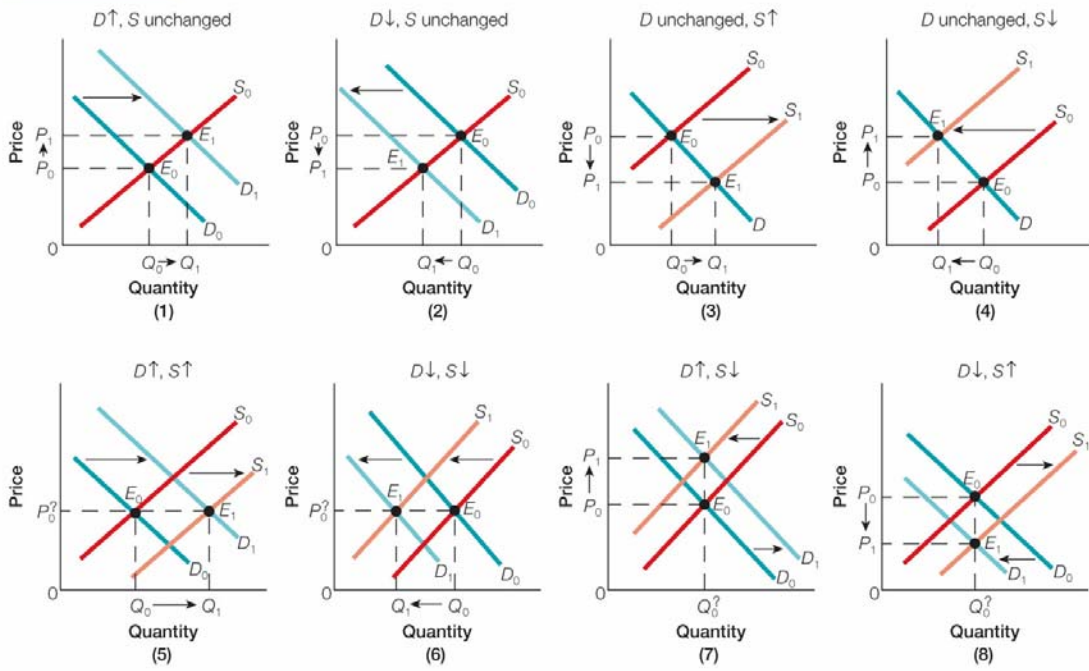 D↑, S unchanged
D↓, S unchanged
D unchanged, S↑
D unchanged, S↓
Price
P₁
P₀
0
E₁
E₀
S₀
D₁
D₀
Q₀ → Q₁
Quantity
(1)
Price
P₀
P₁
0
E₀
E₁
S₀
D₀
D₁
Q₁ ← Q₀
Quantity
(2)
Price
P₀
P₁
0
E₀
E₁
S₀
S₁
D
Q₀ → Q₁
Quantity
(3)
Price
P₁
P₀
0
E₁
E₀
S₁
S₀
D
Q₁ ← Q₀
Quantity
(4)
D↑, S↑
D↓, S↓
D↑, S↓
D↓, S↑
Price
P₀?
0
E₀
E₁
S₀
S₁
D₁
D₀
Q₀ → Q₁
Quantity
(5)
Price
P₀?
0
E₁
E₀
S₁
S₀
D₁
D₀
Q₁ ← Q₀
Quantity
(6)
Price
P₁
P₀
0
E₁
E₀
S₁
S₀
D₁
D₀
Q₀?
Quantity
(7)
Price
P₀
P₁
0
E₀
E₁
S₀
S₁
D₁
D₀
Q₀?
Quantity
(8)